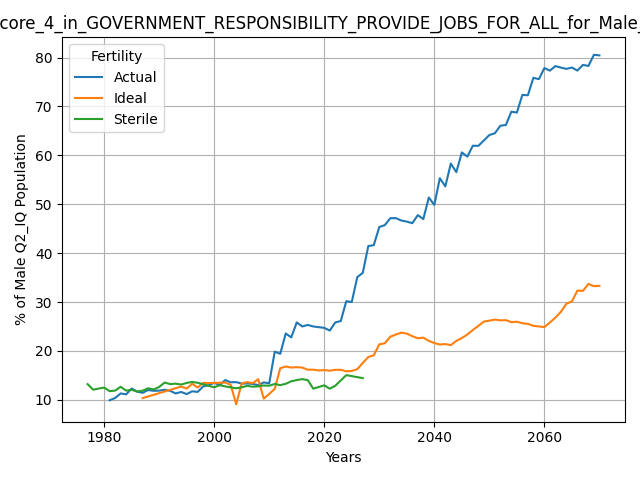 core_4_in_GOVERNMENT_RESPONSIBILITY_PROVIDE_JOBS_FOR_ALL_for_Male_
Fertility
Actual
Ideal
Sterile
% of Male Q2_IQ Population
80
70
60
50
40
30
20
10
1980 2000 2020 2040 2060
Years